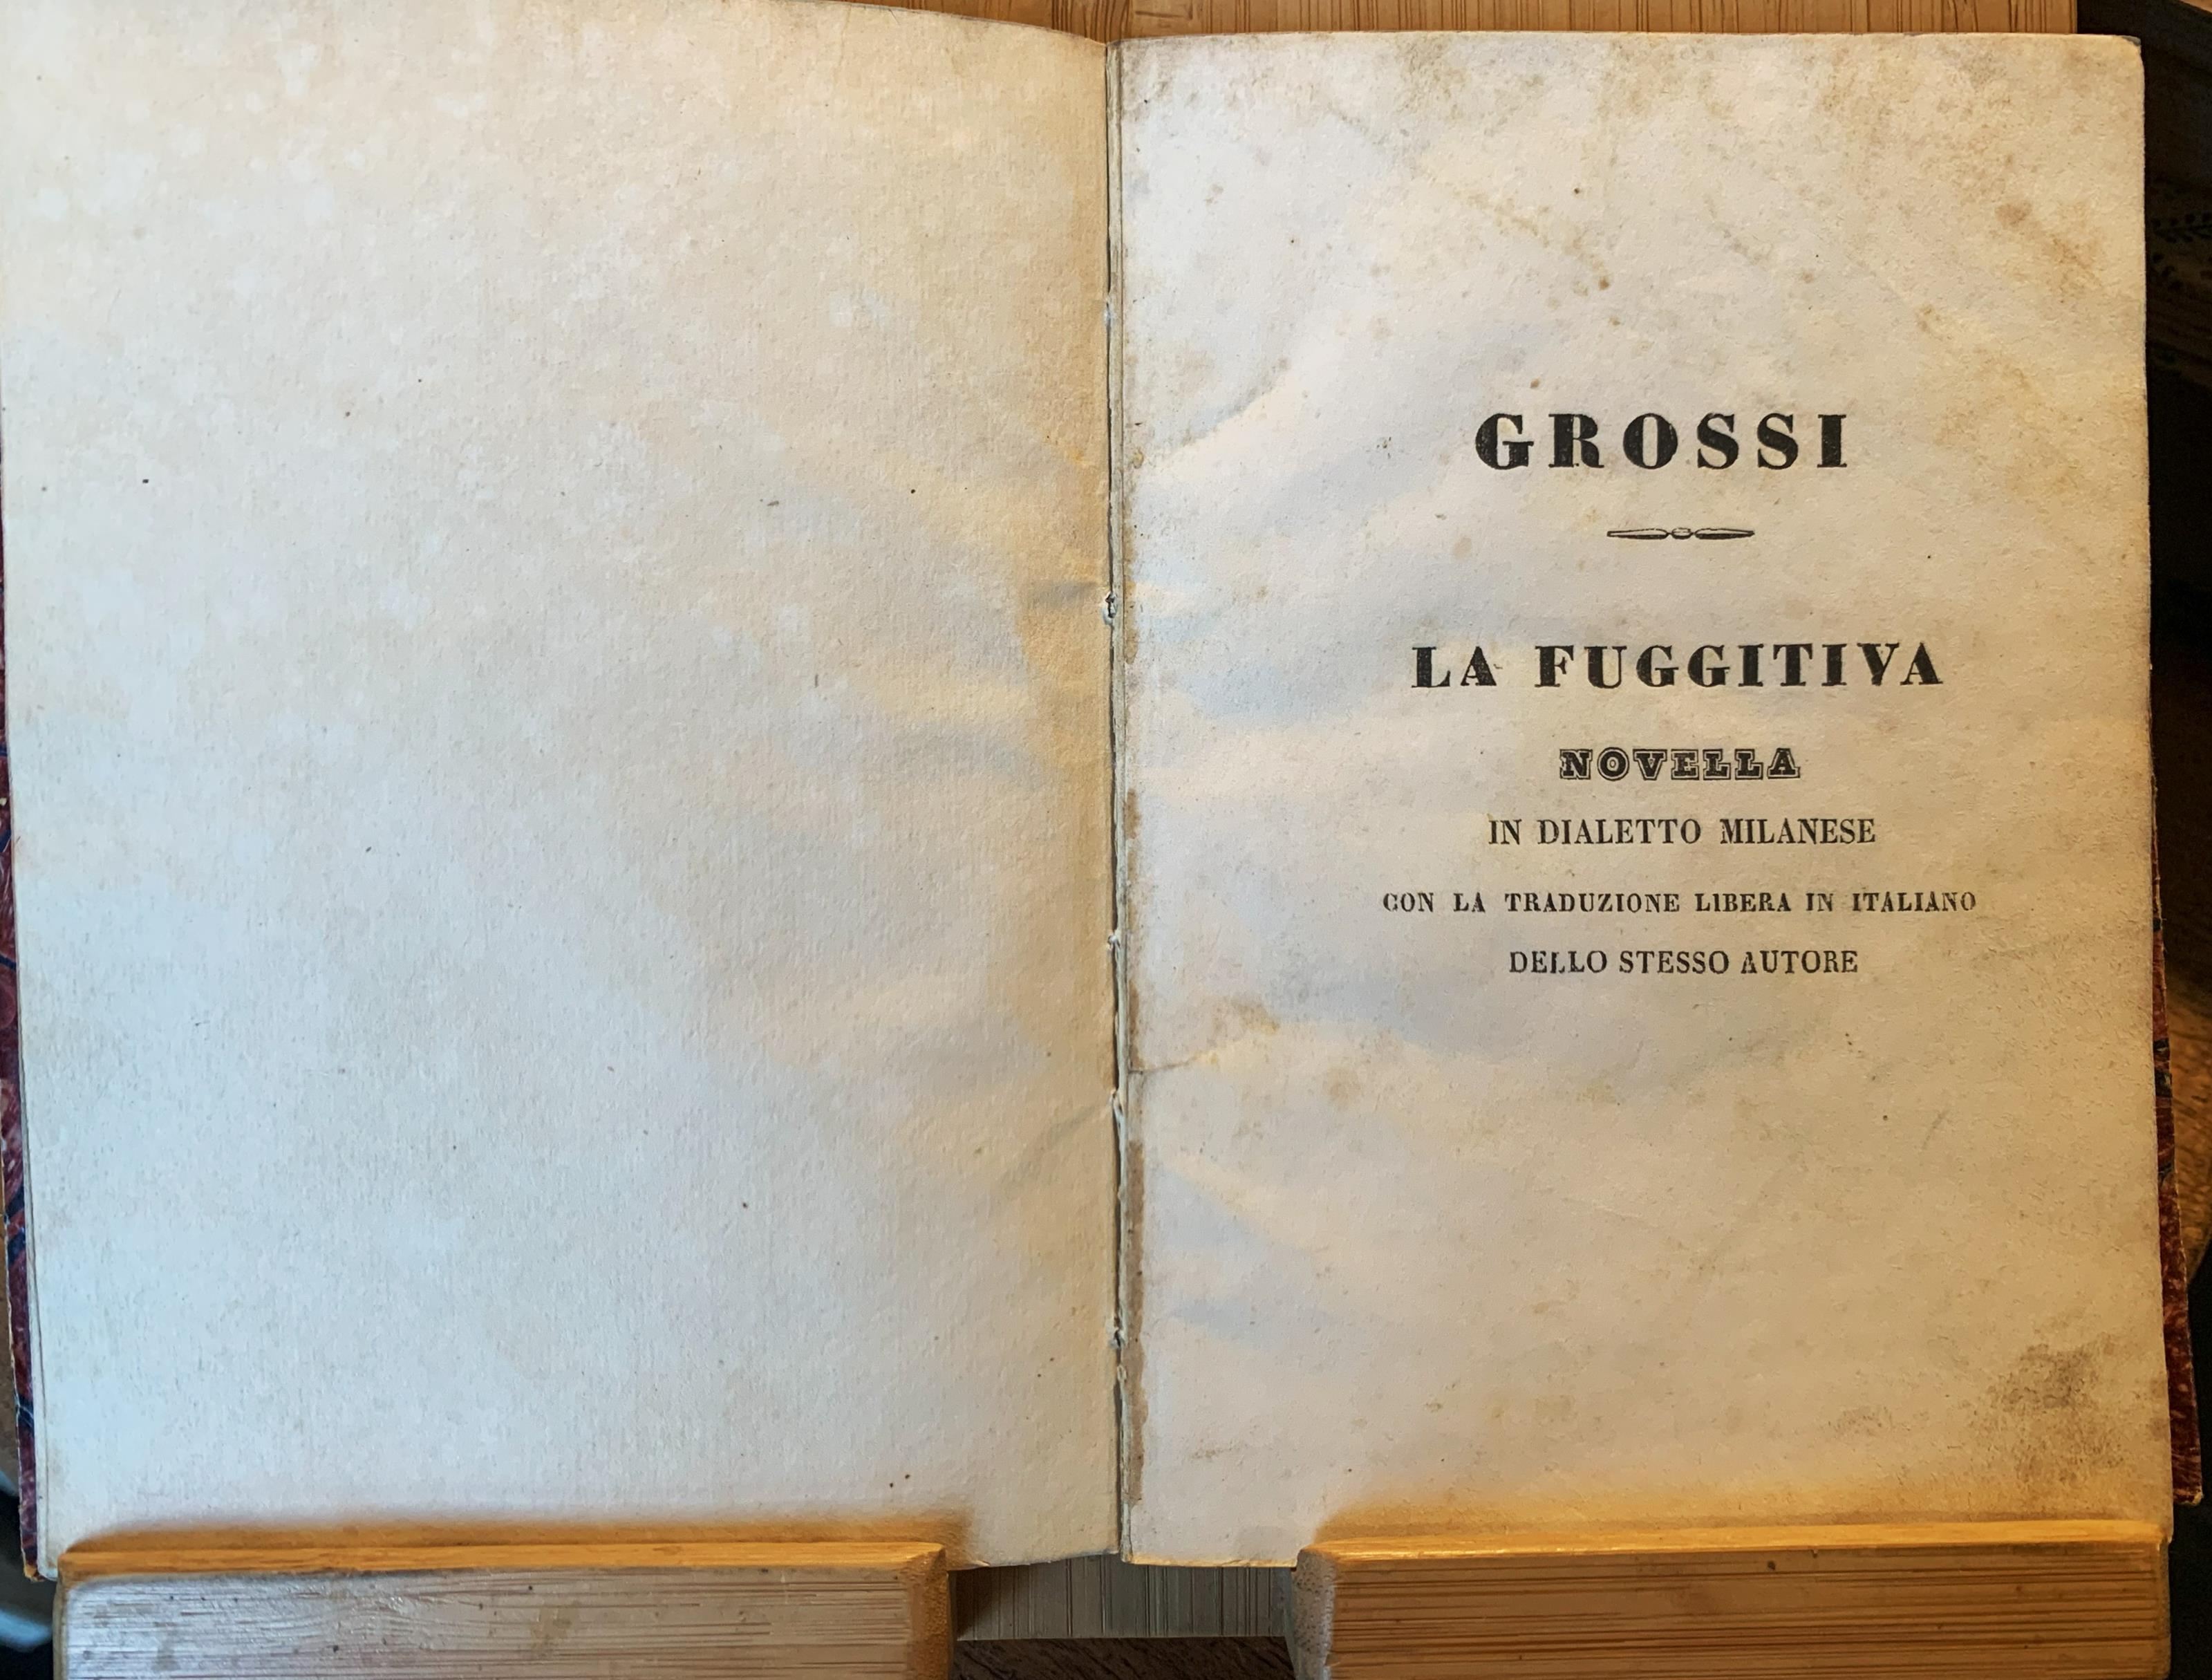 GROSSI
LA FUGGITIVA
NOVELLA
IN DIALETTO MILANESE
CON LA TRADUZIONE LIBERA IN ITALIANO
DELLO STESSO AUTORE